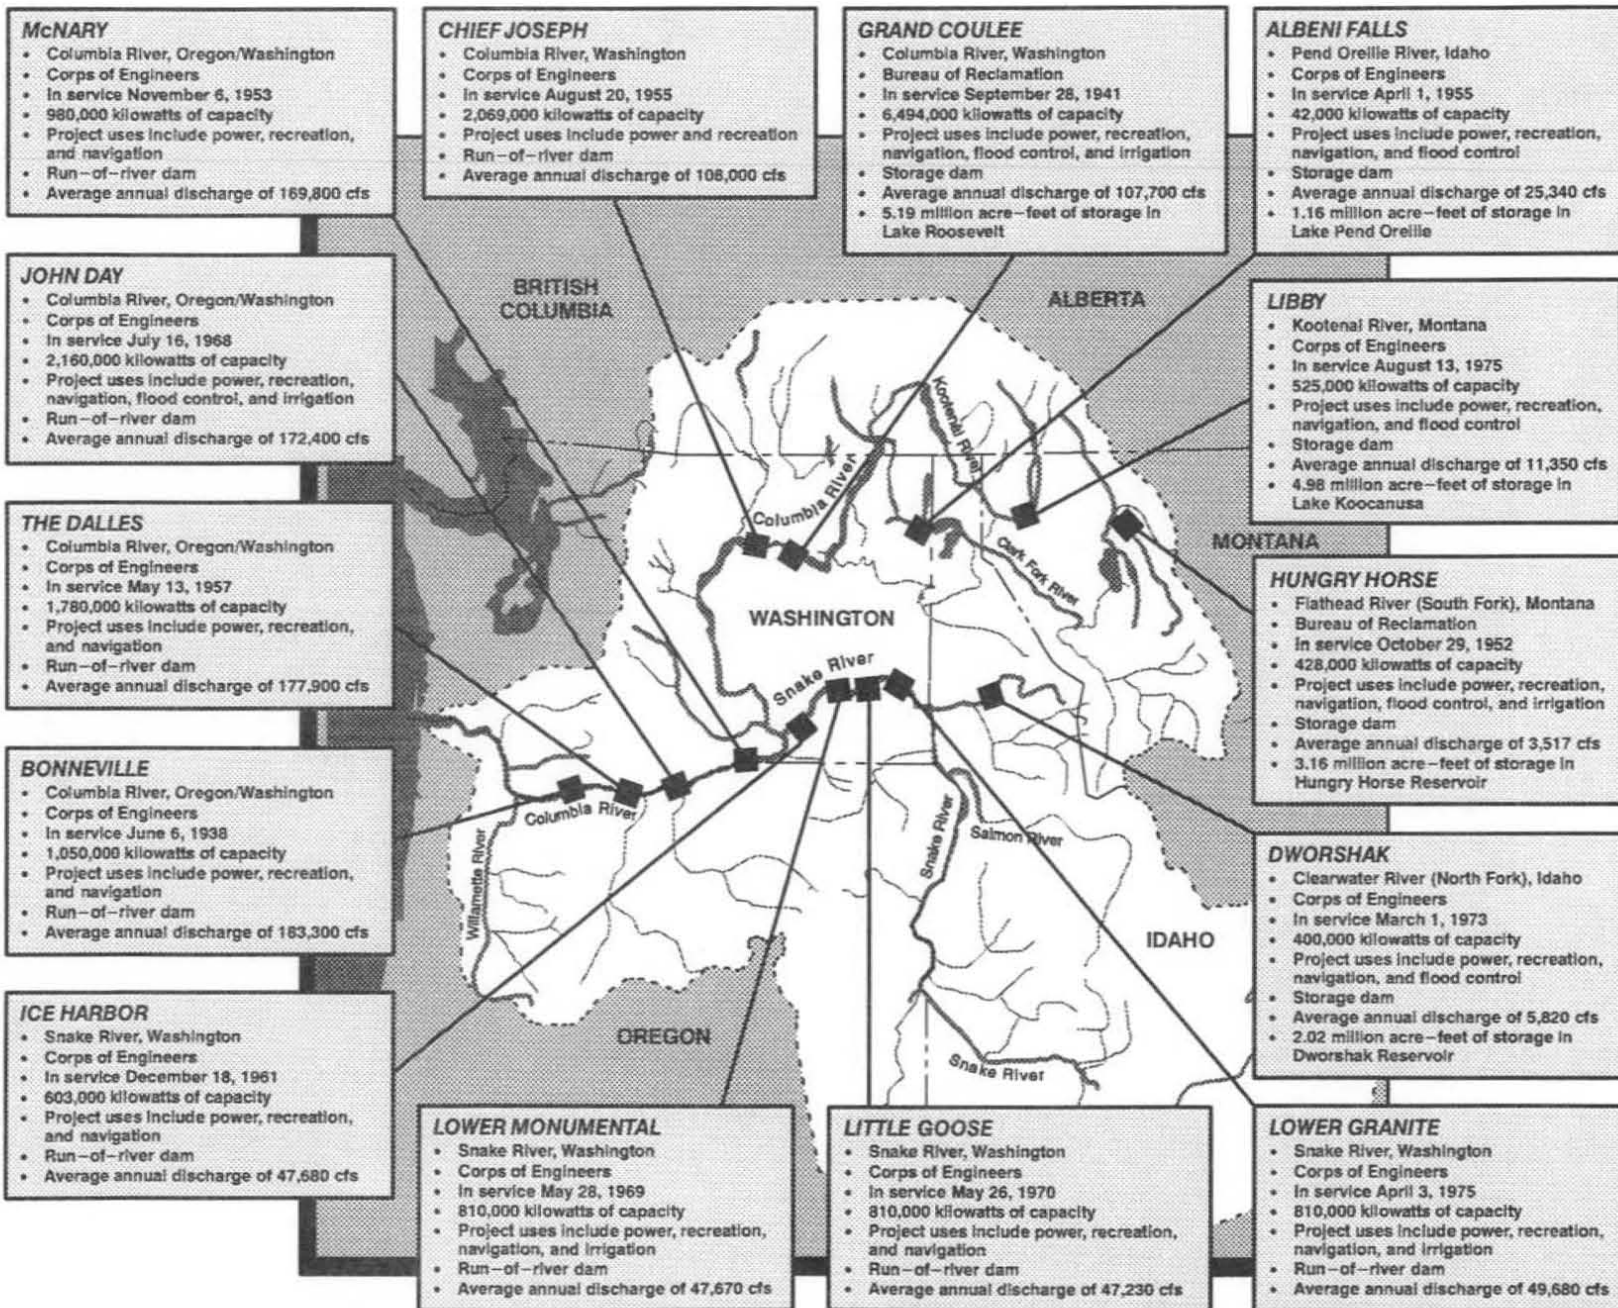 McNARY
• Columbia River, Oregon/Washington
• Corps of Engineers
• In service November 6, 1953
• 980,000 kilowatts of capacity
• Project uses include power, recreation,
and navigation
• Run-of-river dam
• Average annual discharge of 169,800 cfs
CHIEF JOSEPH
• Columbia River, Washington
• Corps of Engineers
• In service August 20, 1955
• 2,069,000 kilowatts of capacity
• Project uses include power and recreation
• Run-of-river dam
• Average annual discharge of 108,000 cfs
GRAND COULEE
• Columbia River, Washington
• Bureau of Reclamation
• In service September 28, 1941
• 6,494,000 kilowatts of capacity
• Project uses include power, recreation,
navigation, flood control, and irrigation
• Storage dam
• Average annual discharge of 107,700 cfs
• 5.19 million acre-feet of storage in
Lake Roosevelt
ALBENI FALLS
• Pend Oreille River, Idaho
• Corps of Engineers
• In service April 1, 1955
• 42,000 kilowatts of capacity
• Project uses include power, recreation,
navigation, and flood control
• Storage dam
• Average annual discharge of 25,340 cfs
• 1.16 million acre-feet of storage in
Lake Pend Oreille
JOHN DAY
• Columbia River, Oregon/Washington
• Corps of Engineers
• In service July 16, 1968
• 2,160,000 kilowatts of capacity
• Project uses include power, recreation,
navigation, flood control, and irrigation
• Run-of-river dam
• Average annual discharge of 172,400 cfs
LIBBY
• Kootenai River, Montana
• Corps of Engineers
• In service August 13, 1975
• 525,000 kilowatts of capacity
• Project uses include power, recreation,
navigation, and flood control
• Storage dam
• Average annual discharge of 11,350 cfs
• 4.98 million acre-feet of storage in
Lake Koocanusa
THE DALLES
• Columbia River, Oregon/Washington
• Corps of Engineers
• In service May 13, 1957
• 1,780,000 kilowatts of capacity
• Project uses include power, recreation,
and navigation
• Run-of-river dam
• Average annual discharge of 177,900 cfs
HUNGRY HORSE
• Flathead River (South Fork), Montana
• Bureau of Reclamation
• In service October 29, 1952
• 428,000 kilowatts of capacity
• Project uses include power, recreation,
navigation, flood control, and irrigation
• Storage dam
• Average annual discharge of 3,517 cfs
• 3.16 million acre-feet of storage in
Hungry Horse Reservoir
BONNEVILLE
• Columbia River, Oregon/Washington
• Corps of Engineers
• In service June 6, 1938
• 1,050,000 kilowatts of capacity
• Project uses include power, recreation,
and navigation
• Run-of-river dam
• Average annual discharge of 183,300 cfs
DWORSHAK
• Clearwater River (North Fork), Idaho
• Corps of Engineers
• In service March 1, 1973
• 400,000 kilowatts of capacity
• Project uses include power, recreation,
navigation, and flood control
• Storage dam
• Average annual discharge of 5,820 cfs
• 2.02 million acre-feet of storage in
Dworshak Reservoir
ICE HARBOR
• Snake River, Washington
• Corps of Engineers
• In service December 18, 1961
• 603,000 kilowatts of capacity
• Project uses include power, recreation,
and navigation
• Run-of-river dam
• Average annual discharge of 47,680 cfs
LOWER MONUMENTAL
• Snake River, Washington
• Corps of Engineers
• In service May 28, 1969
• 810,000 kilowatts of capacity
• Project uses include power, recreation,
navigation, and irrigation
• Run-of-river dam
• Average annual discharge of 47,670 cfs
LITTLE GOOSE
• Snake River, Washington
• Corps of Engineers
• In service May 26, 1970
• 810,000 kilowatts of capacity
• Project uses include power, recreation,
and navigation
• Run-of-river dam
• Average annual discharge of 47,230 cfs
LOWER GRANITE
• Snake River, Washington
• Corps of Engineers
• In service April 3, 1975
• 810,000 kilowatts of capacity
• Project uses include power, recreation,
navigation, and irrigation
• Run-of-river dam
• Average annual discharge of 49,680 cfs
BRITISH
COLUMBIA
ALBERTA
Kootenai River
Columbia River
MONTANA
Clark Fork River
WASHINGTON
Snake River
Columbia River
Willamette River
Snake River
Salmon River
IDAHO
OREGON
Snake River